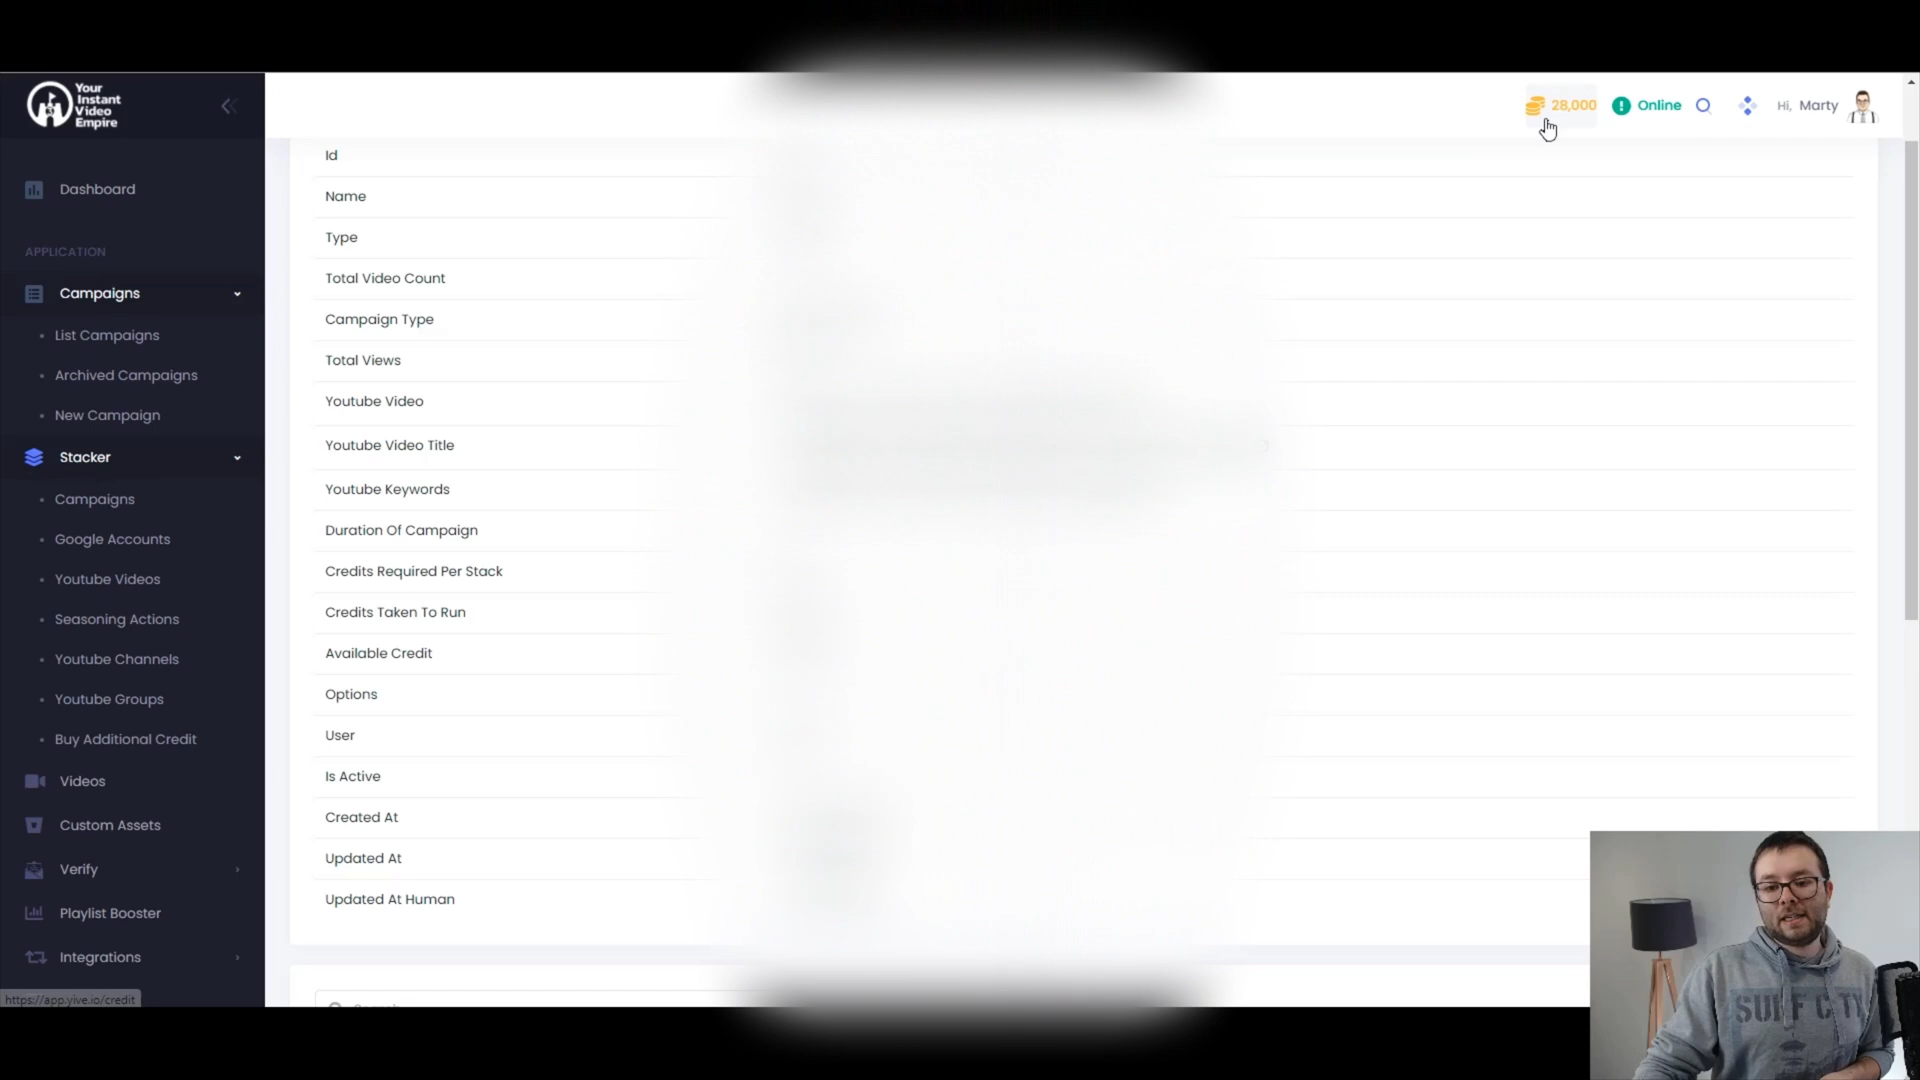 Your
Instant
Video
Empire
28,000
Online
Hi, Marty
Dashboard
APPLICATION
Campaigns
List Campaigns
Archived Campaigns
New Campaign
Stacker
Campaigns
Google Accounts
Youtube Videos
Seasoning Actions
Youtube Channels
Youtube Groups
Buy Additional Credit
Videos
Custom Assets
Verify
Playlist Booster
Integrations
https://app.yive.io/credit
Id
Name
Type
Total Video Count
Campaign Type
Total Views
Youtube Video
Youtube Video Title
Youtube Keywords
Duration Of Campaign
Credits Required Per Stack
Credits Taken To Run
Available Credit
Options
User
Is Active
Created At
Updated At
Updated At Human
SURF CITY